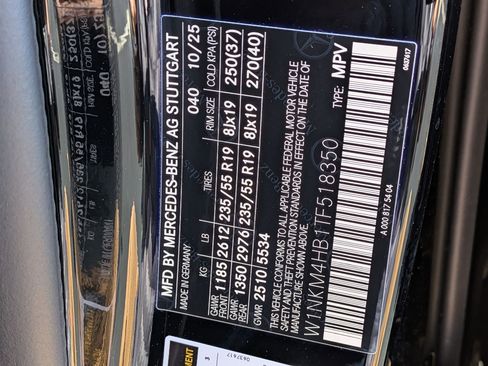 MFD BY MERCEDES-BENZ AG STUTTGART
MADE IN GERMANY
040 10/25
KG LB TIRES RIM SIZE COLD KPA (PSI)
GAWR FRONT 1185 2612 235/55 R19 8Jx19 250(37)
GAWR REAR 1350 2976 235/55 R19 8Jx19 270(40)
GVWR 2510/5534
THIS VEHICLE CONFORMS TO ALL APPLICABLE FEDERAL MOTOR VEHICLE
SAFETY AND THEFT PREVENTION STANDARDS IN EFFECT ON THE DATE OF
MANUFACTURE SHOWN ABOVE.
W1NKM4HB1TF518350 TYPE: MPV
A 000 817 54 04
0637617